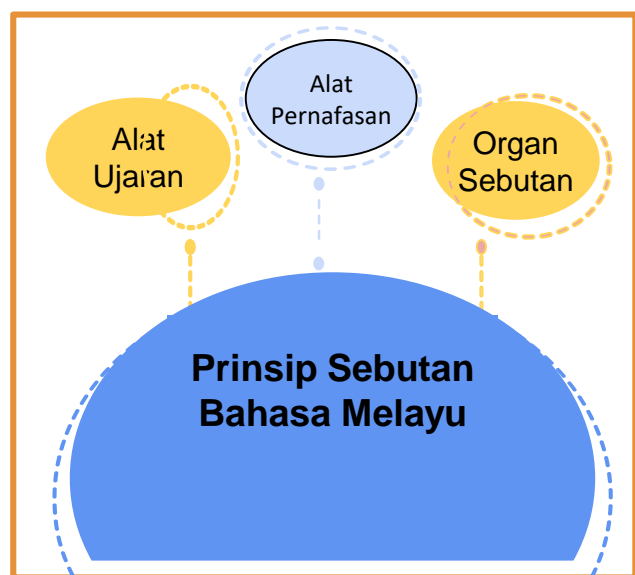 Alat
Ujaran
Alat
Pernafasan
Organ
Sebutan
Prinsip Sebutan
Bahasa Melayu